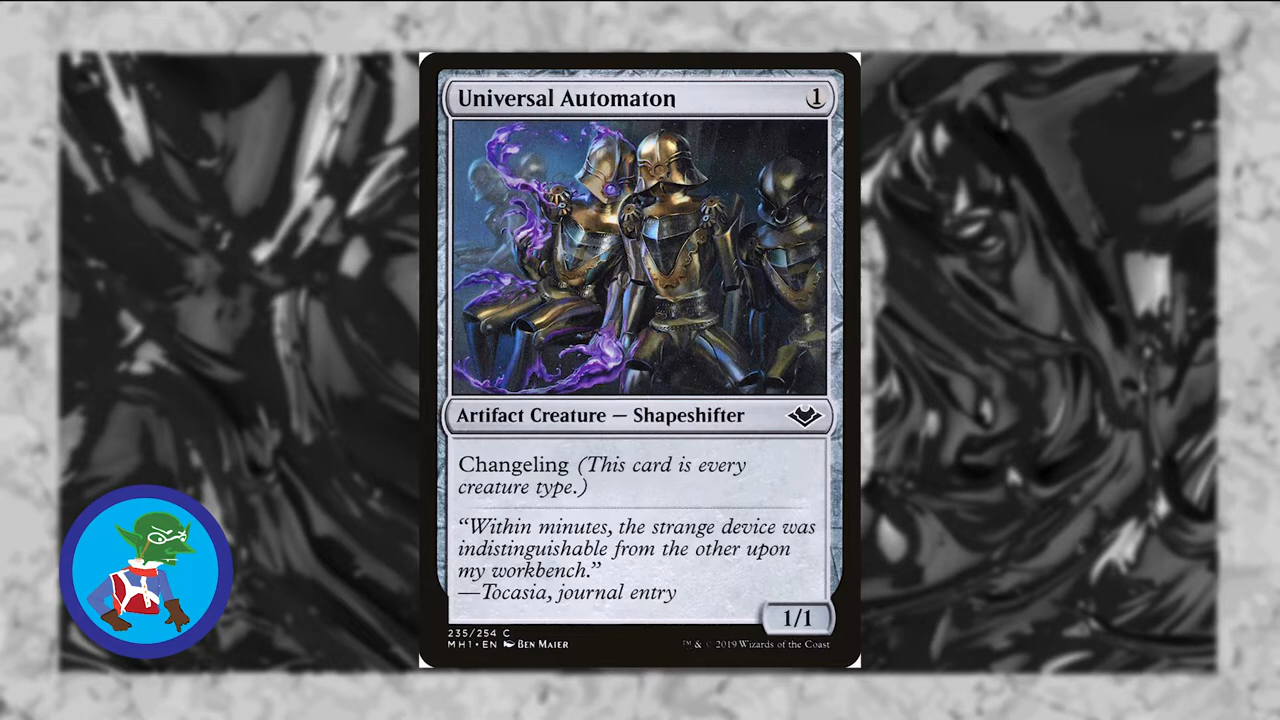 Universal Automaton 1
Artifact Creature — Shapeshifter
Changeling (This card is every
creature type.)
“Within minutes, the strange device was
indistinguishable from the other upon
my workbench.”
—Tocasia, journal entry
1/1
235/254 C
MH1 • EN Ben Maier
™ & © 2019 Wizards of the Coast